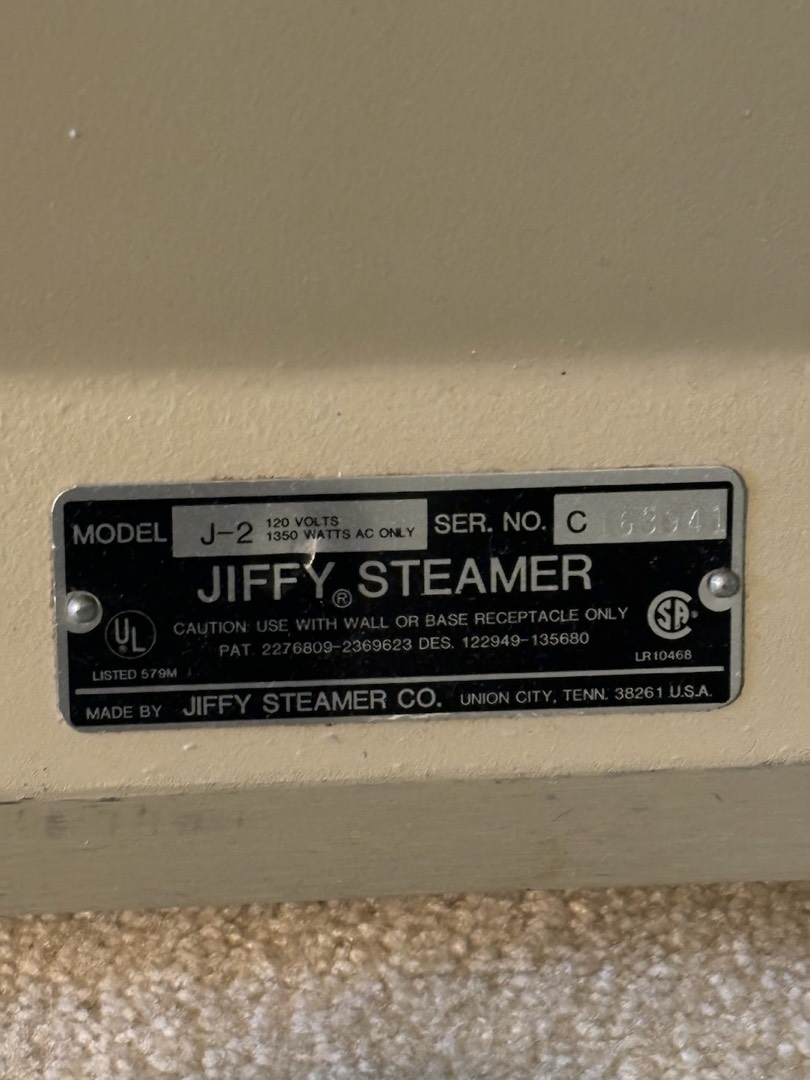 MODEL J-2 120 VOLTS SER. NO. C 163941
1350 WATTS AC ONLY
JIFFY® STEAMER
UL CAUTION: USE WITH WALL OR BASE RECEPTACLE ONLY SA
PAT. 2276809-2369623 DES. 122949-135680
LISTED 579M LR10468
MADE BY JIFFY STEAMER CO. UNION CITY, TENN. 38261 U.S.A.